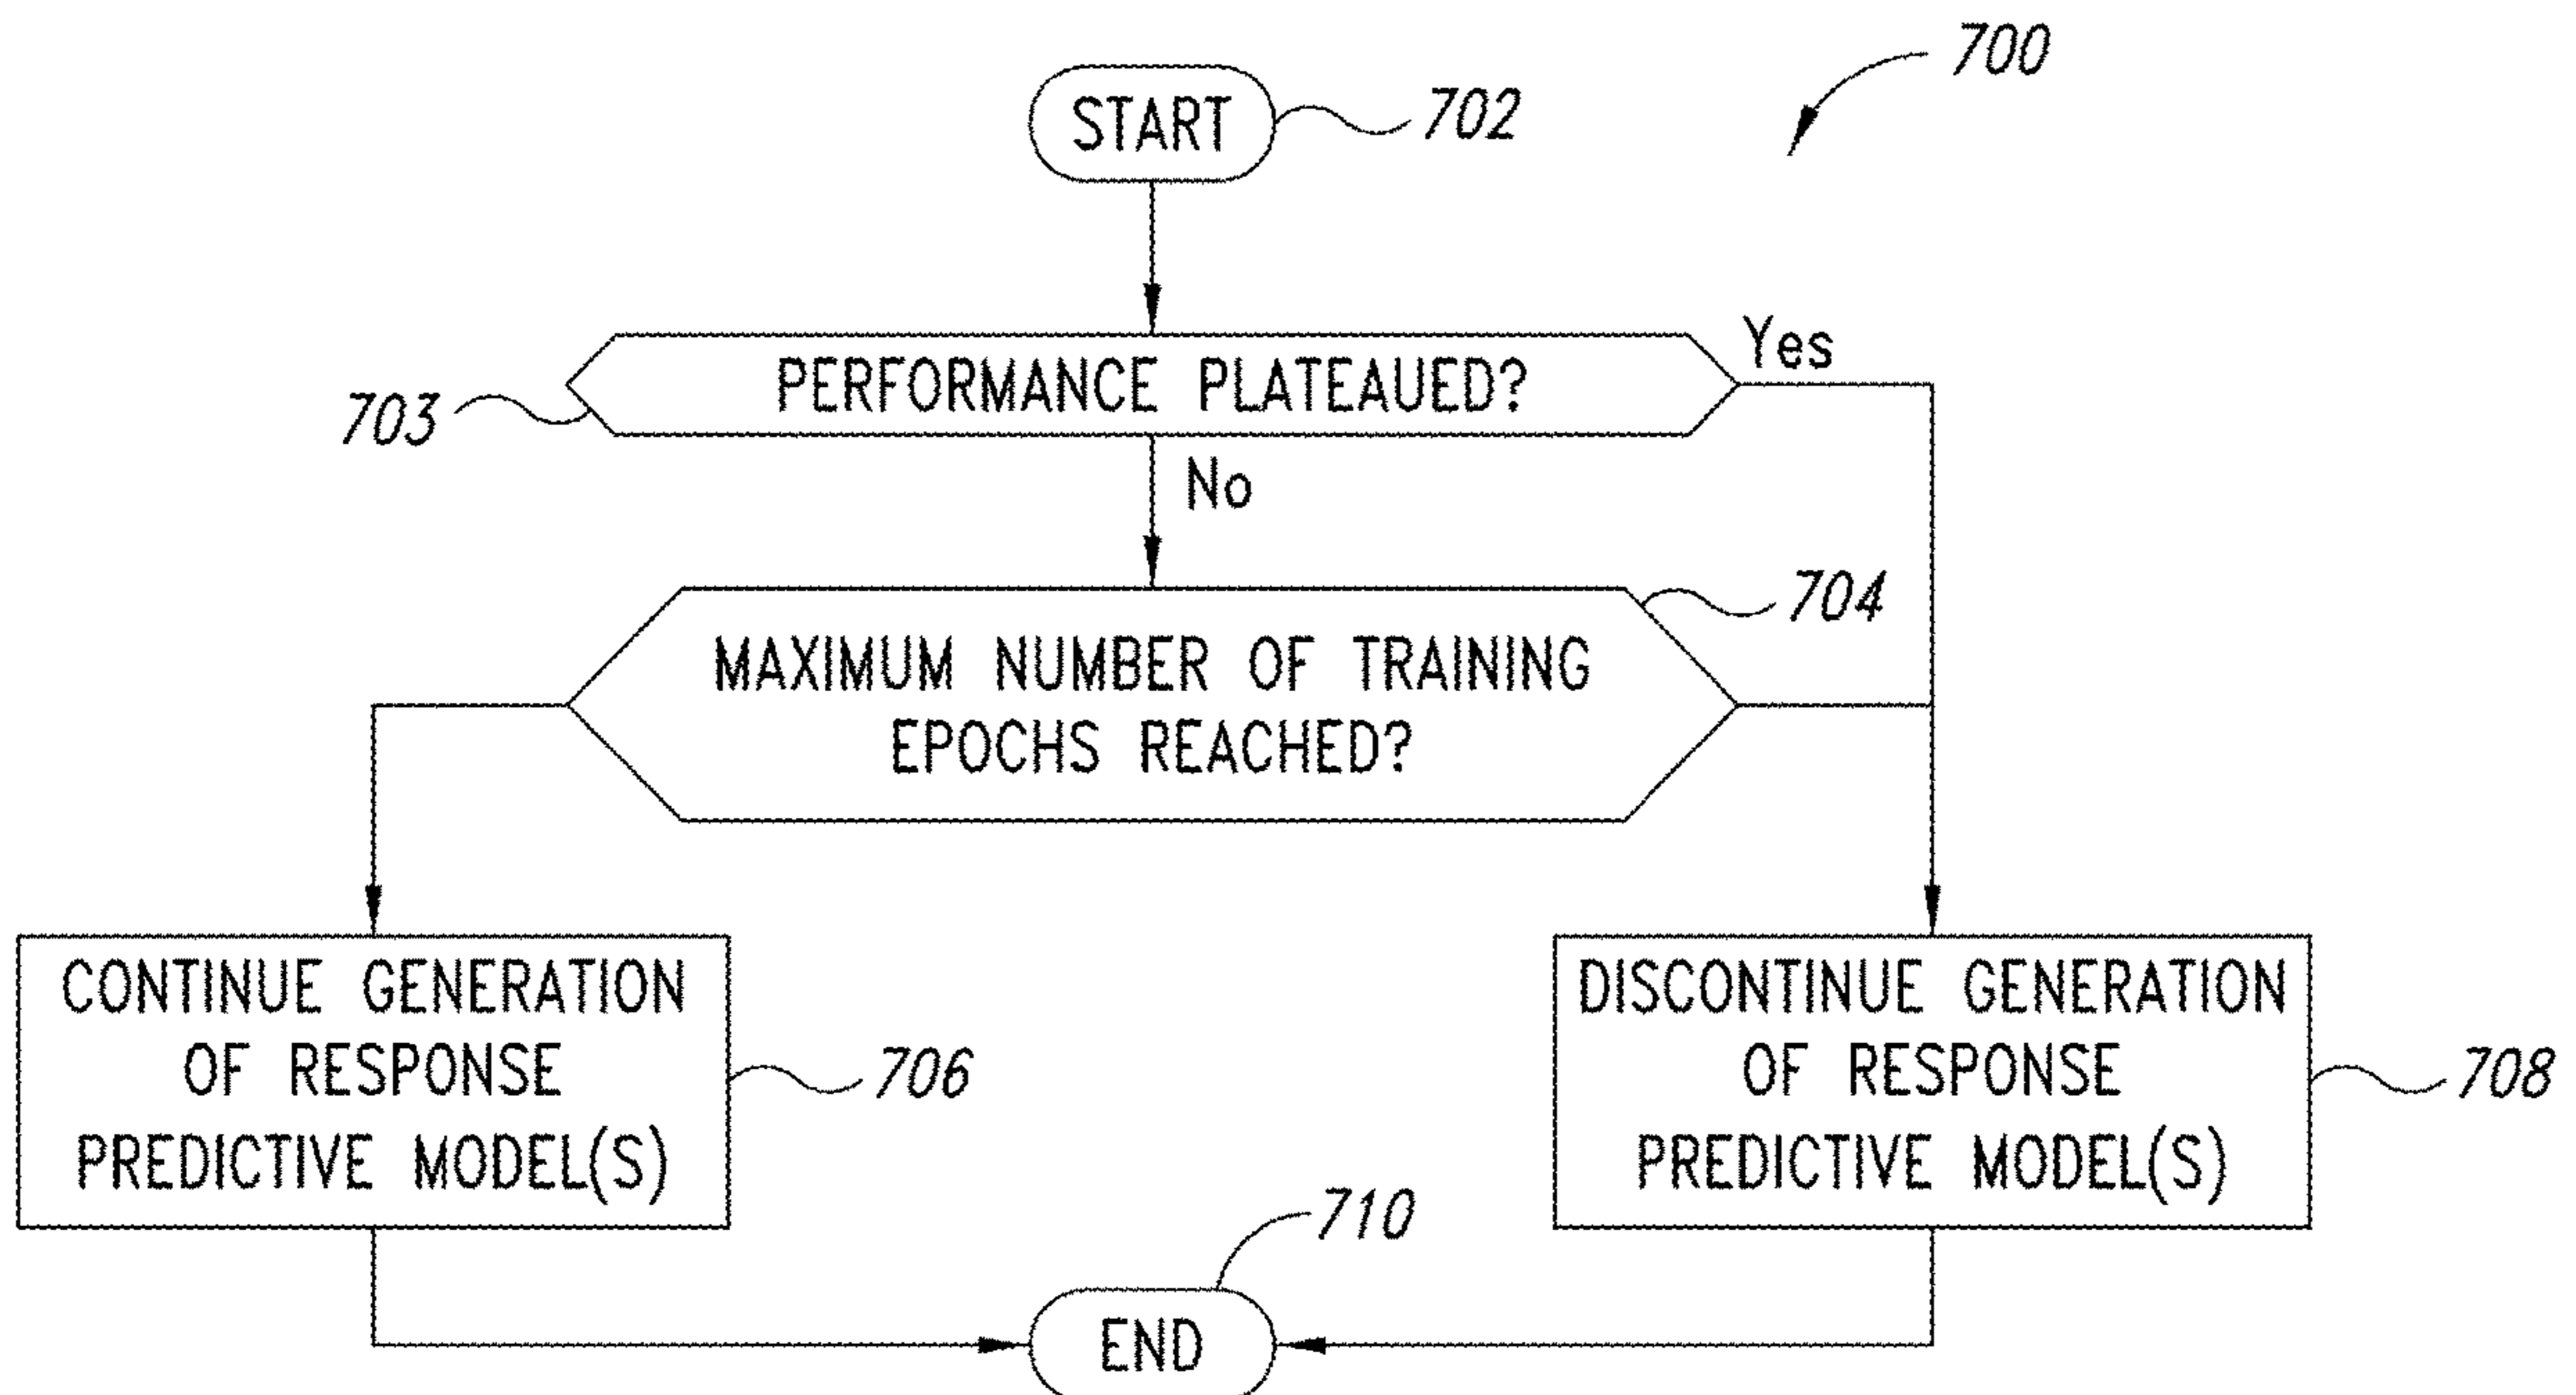 700
START
702
PERFORMANCE PLATEAUED?
Yes
703
No
704
MAXIMUM NUMBER OF TRAINING
EPOCHS REACHED?
CONTINUE GENERATION
OF RESPONSE
PREDICTIVE MODEL(S)
706
DISCONTINUE GENERATION
OF RESPONSE
PREDICTIVE MODEL(S)
708
710
END